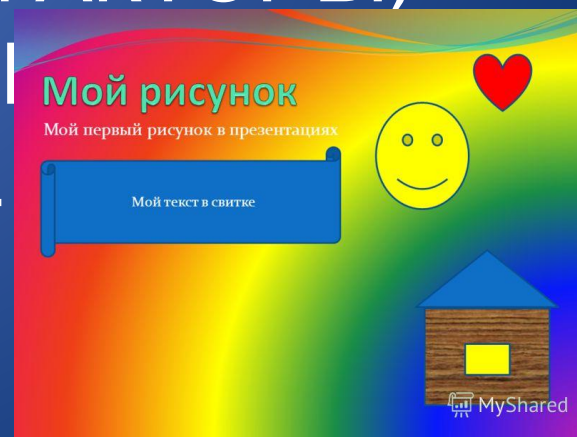 Мой рисунок
Мой первый рисунок в презентациях
Мой текст в свитке
MyShared